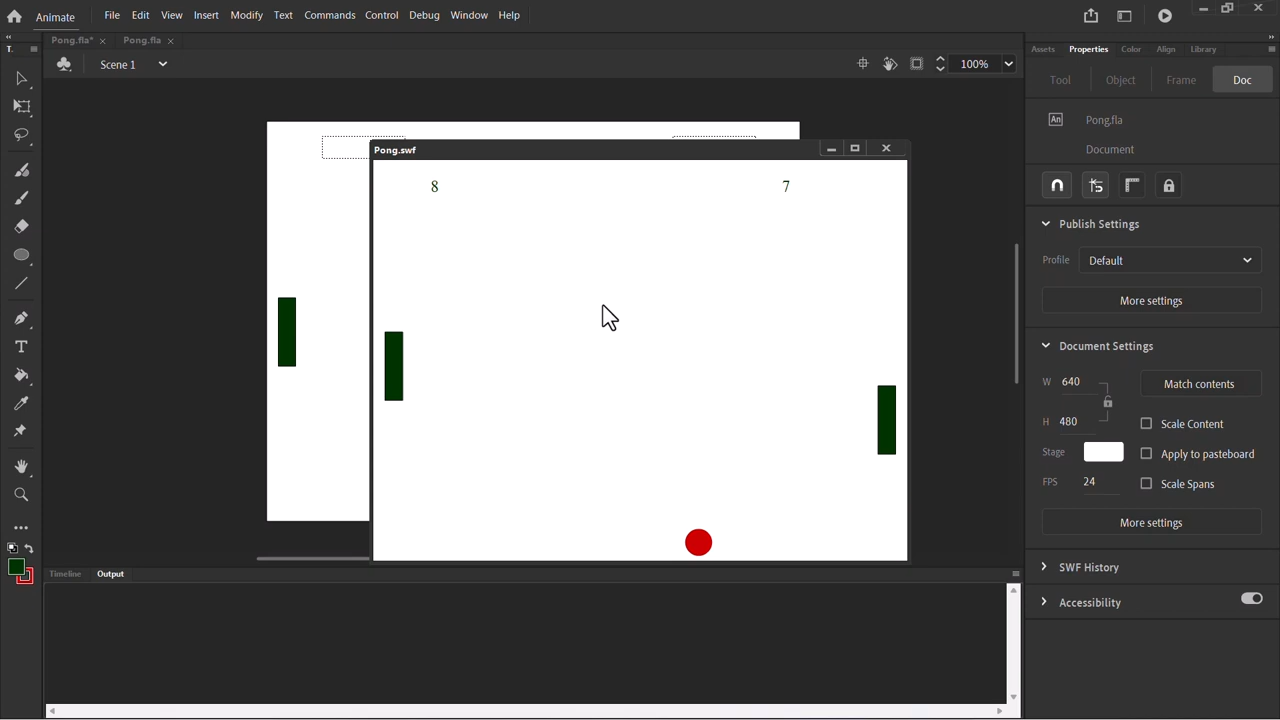 Animate File Edit View Insert Modify Text Commands Control Debug Window Help
Pong.fla* Pong.fla
T.
Scene 1 100%
Assets Properties Color Align Library
Tool Object Frame Doc
An Pong.fla
Document
Pong.swf
8 7
Publish Settings
Profile Default
More settings
Document Settings
W 640 Match contents
H 480 Scale Content
Stage Apply to pasteboard
FPS 24 Scale Spans
More settings
SWF History
Accessibility
Timeline Output